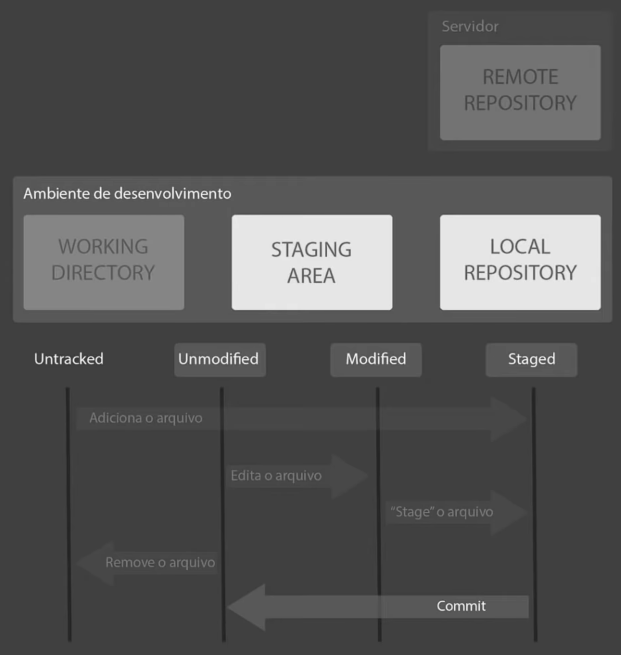 Servidor
REMOTE
REPOSITORY
Ambiente de desenvolvimento
WORKING
DIRECTORY
STAGING
AREA
LOCAL
REPOSITORY
Untracked
Unmodified
Modified
Staged
Adiciona o arquivo
Edita o arquivo
“Stage” o arquivo
Remove o arquivo
Commit